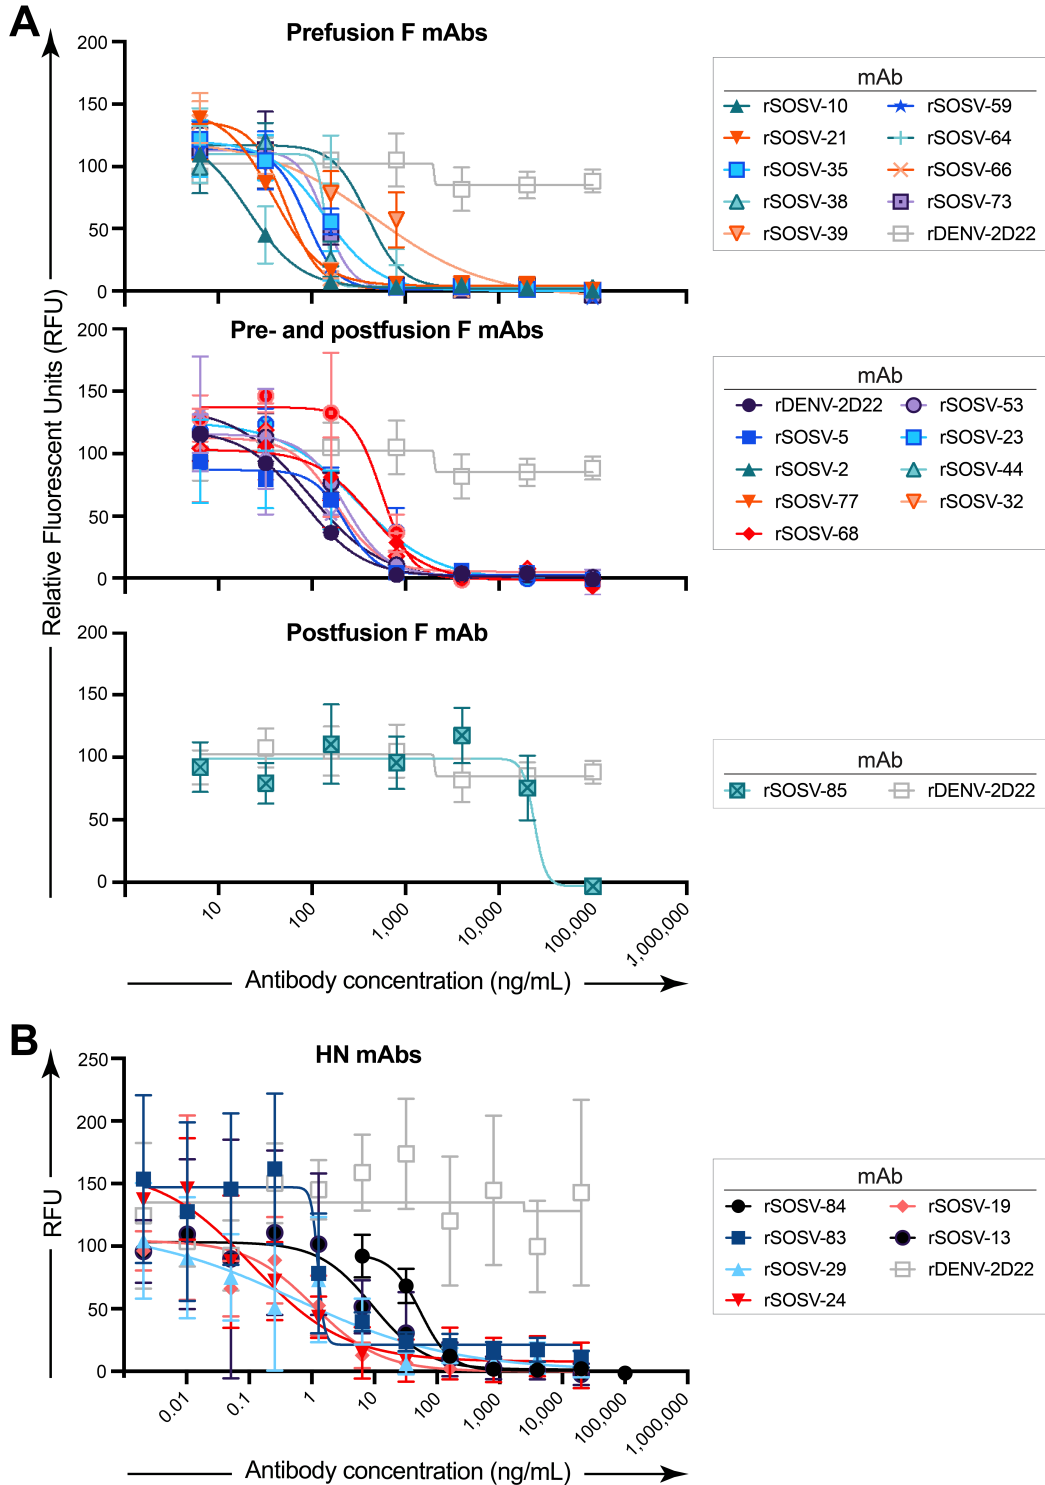 A
Prefusion F mAbs
200
150
100
50
0
mAb
rSOSV-10
rSOSV-59
rSOSV-21
rSOSV-64
rSOSV-35
rSOSV-66
rSOSV-38
rSOSV-73
rSOSV-39
rDENV-2D22
Relative Fluorescent Units (RFU)
Pre- and postfusion F mAbs
200
150
100
50
0
mAb
rDENV-2D22
rSOSV-53
rSOSV-5
rSOSV-23
rSOSV-2
rSOSV-44
rSOSV-77
rSOSV-32
rSOSV-68
Postfusion F mAb
200
150
100
50
0
mAb
rSOSV-85
rDENV-2D22
10
100
1,000
10,000
100,000
1,000,000
Antibody concentration (ng/mL)
B
HN mAbs
RFU
250
200
150
100
50
0
mAb
rSOSV-84
rSOSV-19
rSOSV-83
rSOSV-13
rSOSV-29
rDENV-2D22
rSOSV-24
0.01
0.1
1
10
100
1,000
10,000
100,000
1,000,000
Antibody concentration (ng/mL)